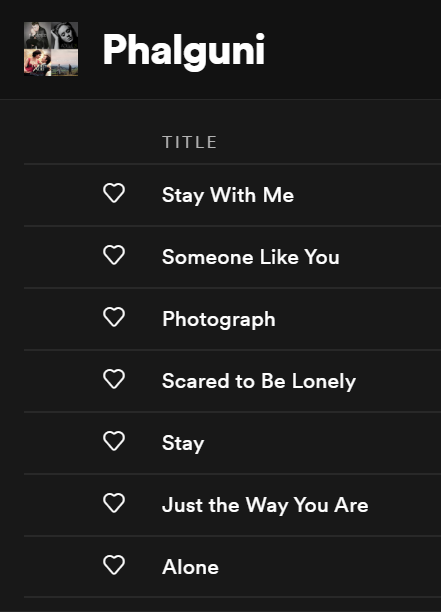 Phalguni
TITLE
Stay With Me
Someone Like You
Photograph
Scared to Be Lonely
Stay
Just the Way You Are
Alone